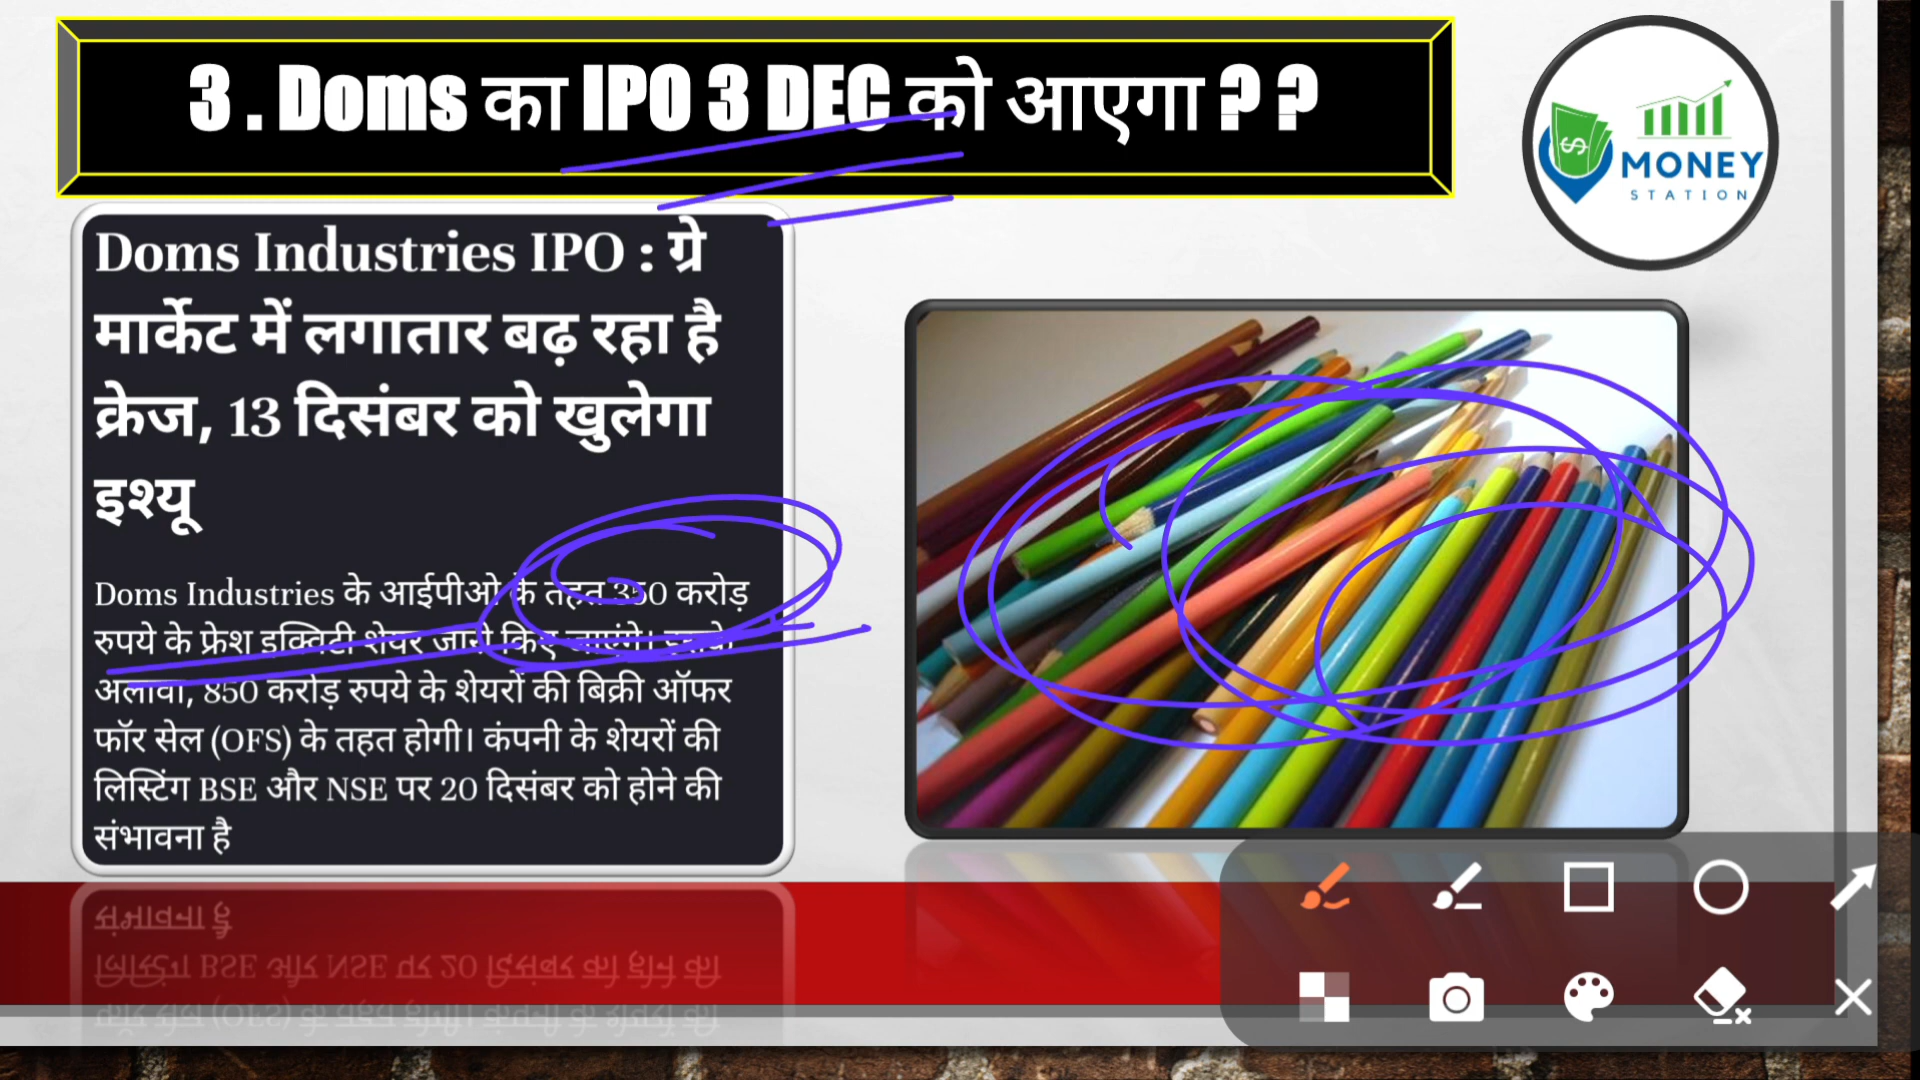 3 . Doms का IPO 3 DEC को आएगा ? ?
MONEY
STATION
Doms Industries IPO : ग्रे
मार्केट में लगातार बढ़ रहा है
क्रेज, 13 दिसंबर को खुलेगा
इश्यू
Doms Industries के आईपीओ के तहत 350 करोड़
रुपये के फ्रेश इक्विटी शेयर जारी किए जाएंगे। इसके
अलावा, 850 करोड़ रुपये के शेयरों की बिक्री ऑफर
फॉर सेल (OFS) के तहत होगी। कंपनी के शेयरों की
लिस्टिंग BSE और NSE पर 20 दिसंबर को होने की
संभावना है